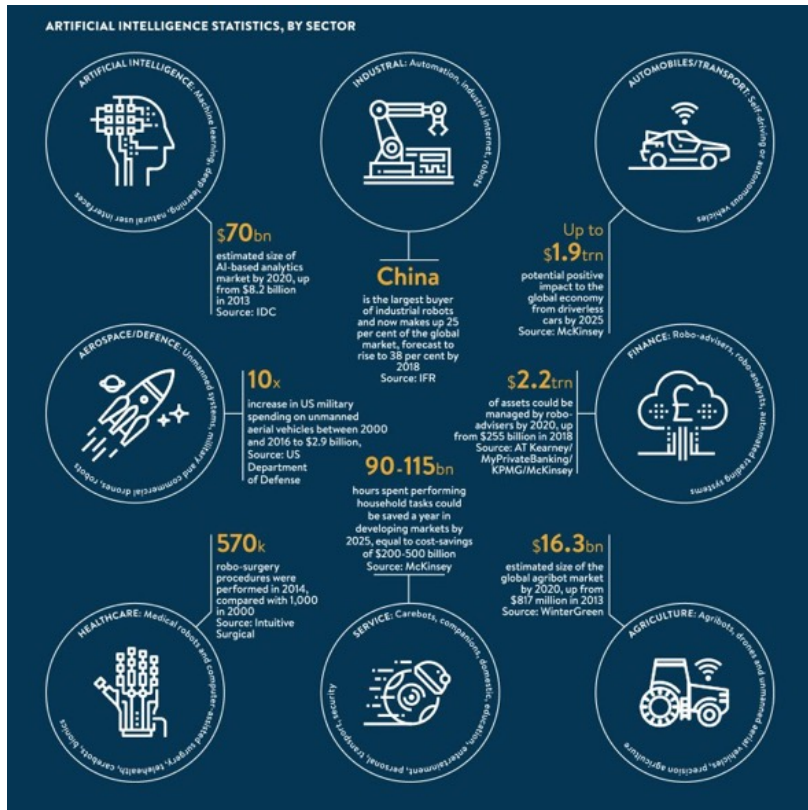 ARTIFICIAL INTELLIGENCE STATISTICS, BY SECTOR
ARTIFICIAL INTELLIGENCE: Machine learning, deep learning, natural user interfaces
$70bn
estimated size of
AI-based analytics
market by 2020, up
from $8.2 billion
in 2013
Source: IDC
INDUSTRIAL: Automation, industrial internet, robots
China
is the largest buyer
of industrial robots
and now makes up 25
per cent of the global
market, forecast to
rise to 38 per cent by
2018
Source: IFR
AUTOMOBILES/TRANSPORT: Self-driving or autonomous vehicles
Up to
$1.9trn
potential positive
impact to the
global economy
from driverless
cars by 2025
Source: McKinsey
AEROSPACE/DEFENCE: Unmanned systems, military and commercial drones, robots
10x
increase in US military
spending on unmanned
aerial vehicles between 2000
and 2016 to $2.9 billion,
Source: US
Department
of Defense
FINANCE: Robo-advisers, robo-analysts, automated trading systems
$2.2trn
of assets could be
managed by robo-
advisers by 2020, up
from $255 billion in 2018
Source: AT Kearney/
MyPrivateBanking/
KPMG/McKinsey
90-115bn
hours spent performing
household tasks could
be saved a year in
developing markets by
2025, equal to cost-savings
of $200-500 billion
Source: McKinsey
SERVICE: Carebots, companions, domestic, education, entertainment, personal, transport, security
570k
robo-surgery
procedures were
performed in 2014,
compared with 1,000
in 2000
Source: Intuitive
Surgical
HEALTHCARE: Medical robots and computer-assisted surgery, telehealth, carebots, bionics
$16.3bn
estimated size of the
global agribot market
by 2020, up from
$817 million in 2013
Source: WinterGreen
AGRICULTURE: Agribots, drones and unmanned aerial vehicles, precision agriculture